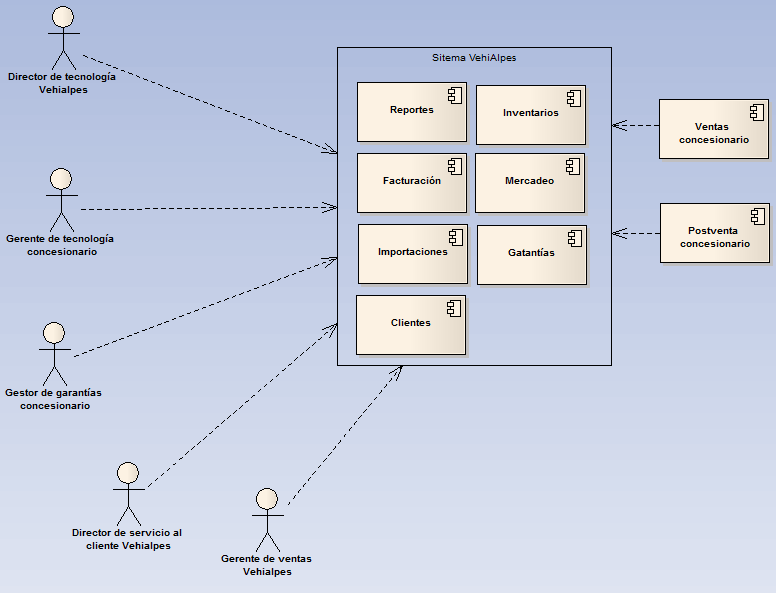 Director de tecnología
Vehialpes
Sitema VehiAlpes
Reportes
Inventarios
Ventas
concesionario
Facturación
Mercadeo
Gerente de tecnología
concesionario
Postventa
concesionario
Importaciones
Gatantías
Clientes
Gestor de garantías
concesionario
Director de servicio al
cliente Vehialpes
Gerente de ventas
Vehialpes